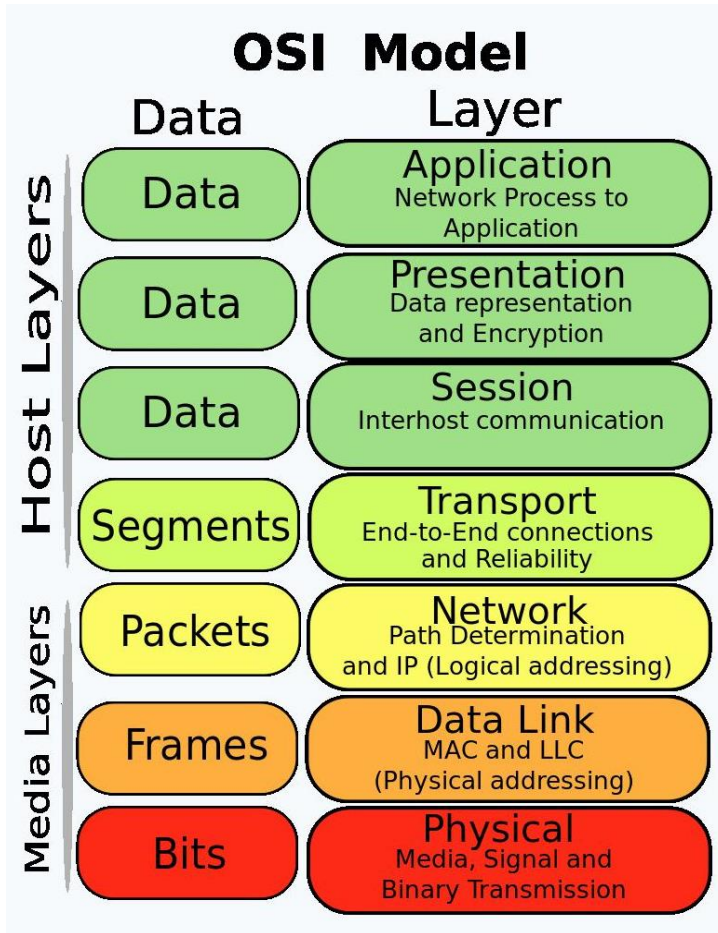 OSI Model
Data
Layer
Host Layers
Data
Application
Network Process to
Application
Data
Presentation
Data representation
and Encryption
Data
Session
Interhost communication
Segments
Transport
End-to-End connections
and Reliability
Media Layers
Packets
Network
Path Determination
and IP (Logical addressing)
Frames
Data Link
MAC and LLC
(Physical addressing)
Bits
Physical
Media, Signal and
Binary Transmission